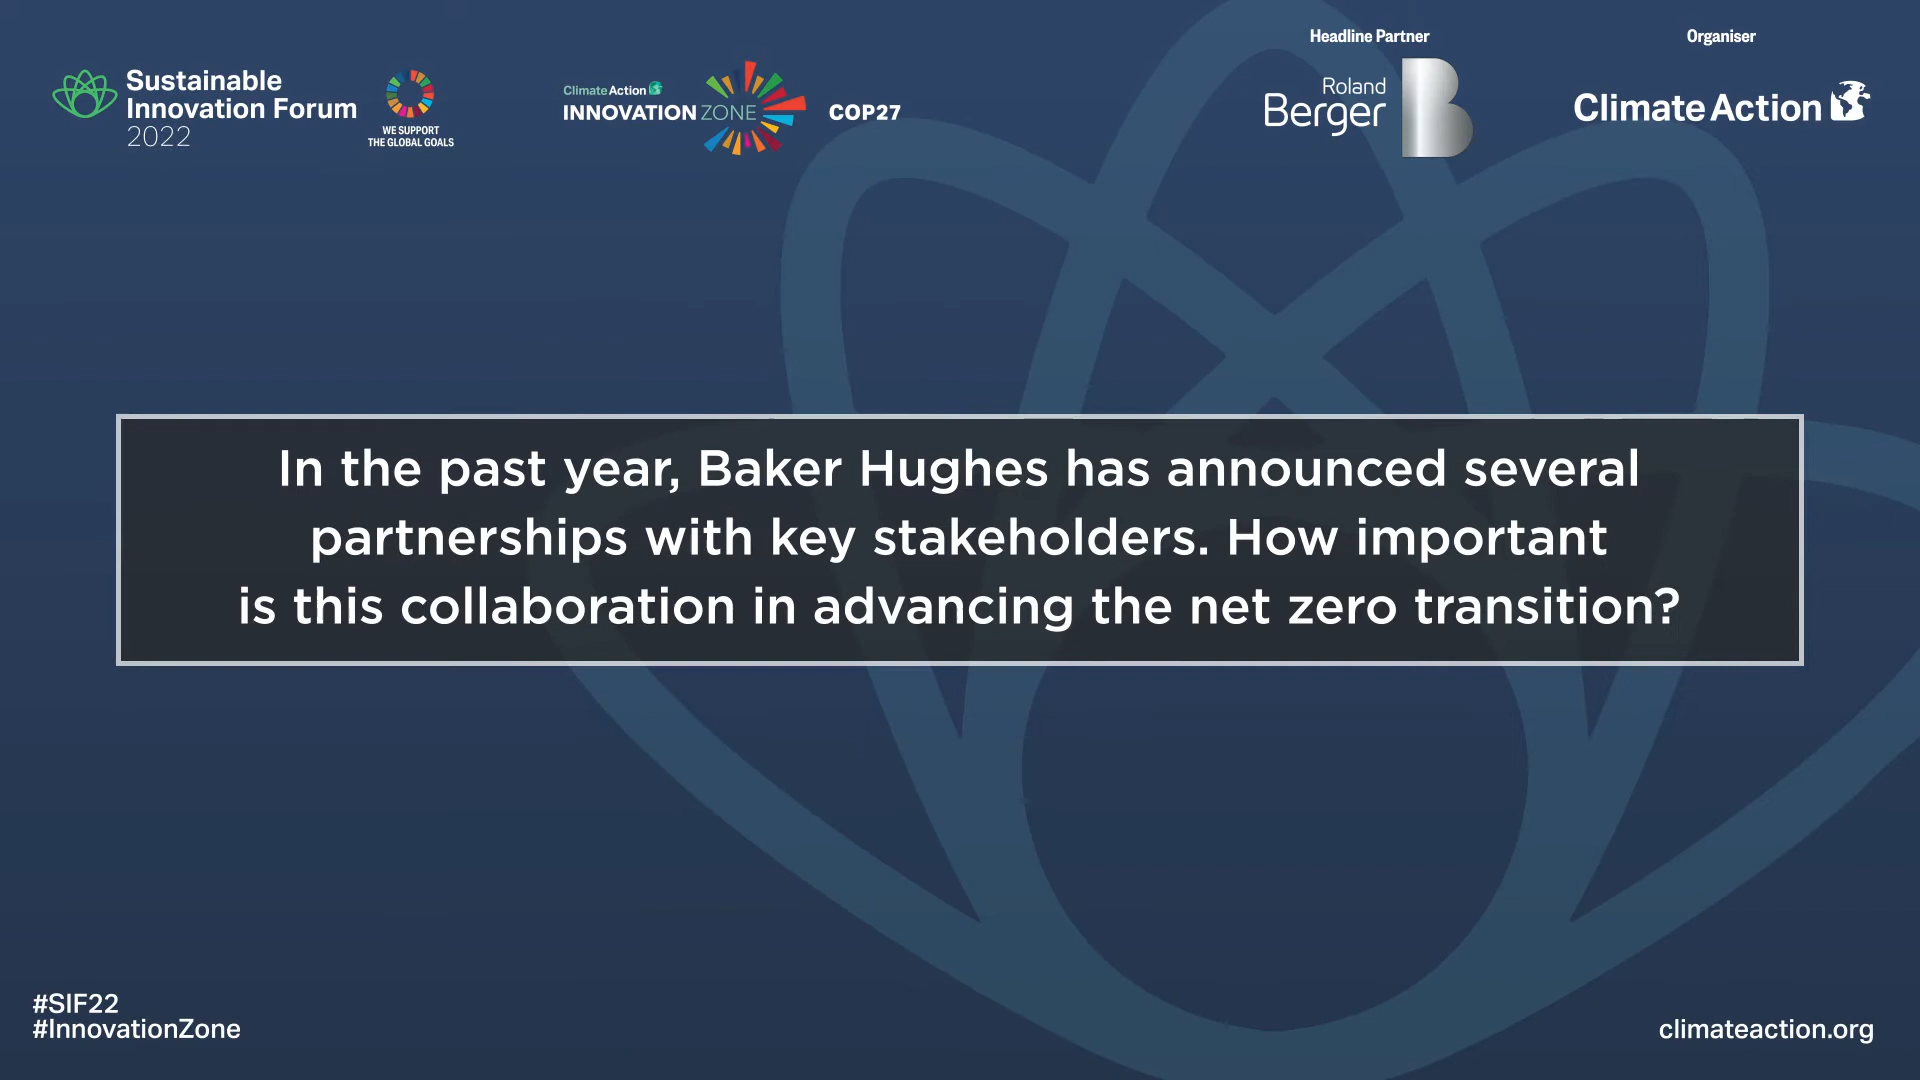 Sustainable
Innovation Forum
2022
WE SUPPORT
THE GLOBAL GOALS
Climate Action
INNOVATION ZONE
COP27
Headline Partner
Roland
Berger
B
Organiser
Climate Action
In the past year, Baker Hughes has announced several
partnerships with key stakeholders. How important
is this collaboration in advancing the net zero transition?
#SIF22
#InnovationZone
climateaction.org